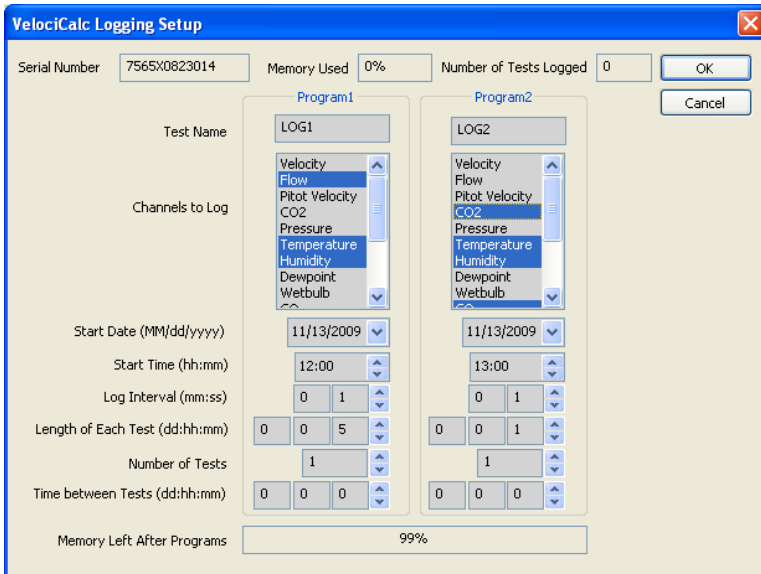 VelociCalc Logging Setup
Serial Number 7565X0823014 Memory Used 0% Number of Tests Logged 0 OK
Cancel
Program1 Program2
Test Name LOG1 LOG2
Channels to Log
Velocity
Flow
Pitot Velocity
CO2
Pressure
Temperature
Humidity
Dewpoint
Wetbulb
CO
Velocity
Flow
Pitot Velocity
CO2
Pressure
Temperature
Humidity
Dewpoint
Wetbulb
CO
Start Date (MM/dd/yyyy) 11/13/2009 11/13/2009
Start Time (hh:mm) 12:00 13:00
Log Interval (mm:ss) 0 1 0 1
Length of Each Test (dd:hh:mm) 0 0 5 0 0 1
Number of Tests 1 1
Time between Tests (dd:hh:mm) 0 0 0 0 0 0
Memory Left After Programs 99%